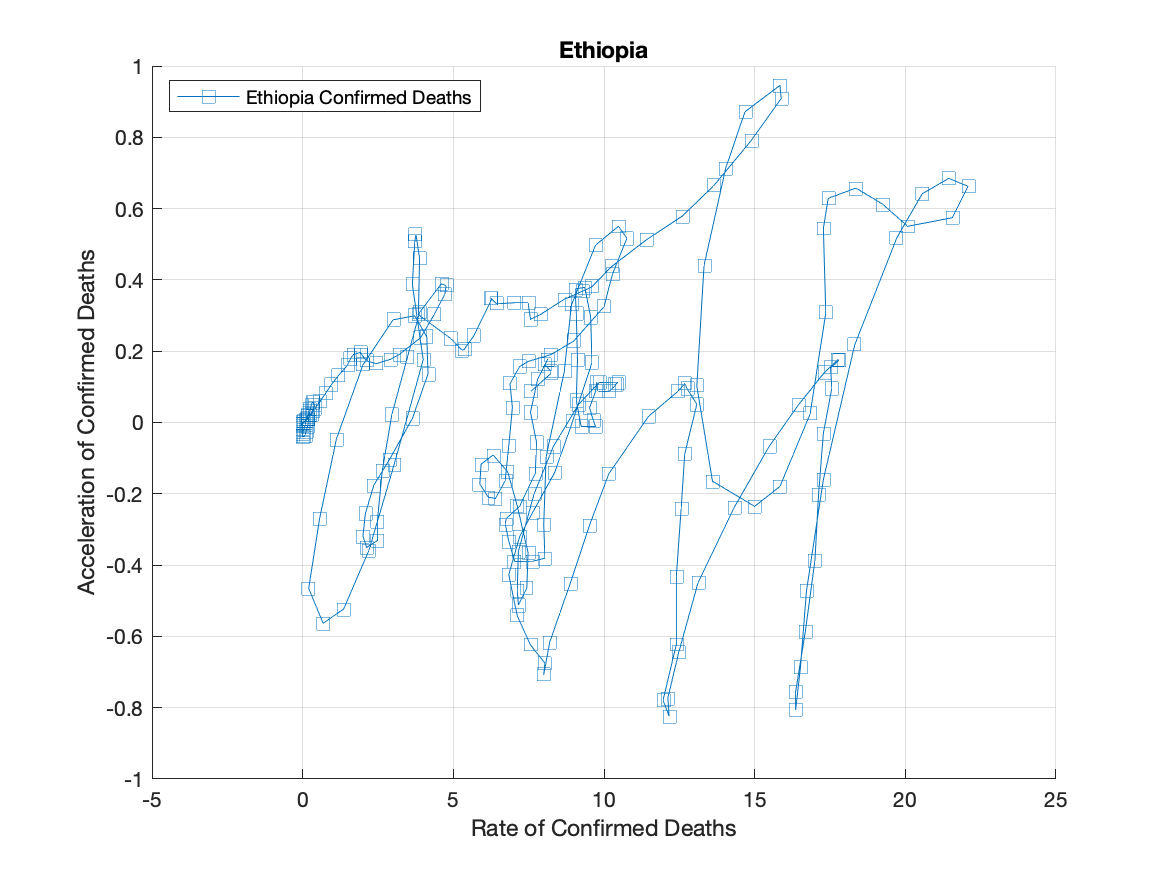 Ethiopia
Ethiopia Confirmed Deaths
1
0.8
0.6
0.4
0.2
0
-0.2
-0.4
-0.6
-0.8
-1
Acceleration of Confirmed Deaths
-5 0 5 10 15 20 25
Rate of Confirmed Deaths